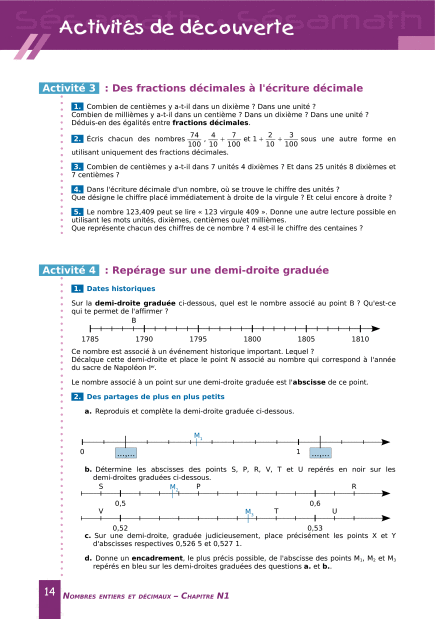 Sésamath Sésamath
Activités de découverte
Activité 3 : Des fractions décimales à l'écriture décimale
1. Combien de centièmes y a-t-il dans un dixième ? Dans une unité ?
Combien de millièmes y a-t-il dans un centième ? Dans un dixième ? Dans une unité ?
Déduis-en des égalités entre fractions décimales.
2. Écris chacun des nombres 74/100, 4/10 + 7/100 et 1 + 2/10 + 3/100 sous une autre forme en
utilisant uniquement des fractions décimales.
3. Combien de centièmes y a-t-il dans 7 unités 4 dixièmes ? Et dans 25 unités 8 dixièmes et
7 centièmes ?
4. Dans l'écriture décimale d'un nombre, où se trouve le chiffre des unités ?
Que désigne le chiffre placé immédiatement à droite de la virgule ? Et celui encore à droite ?
5. Le nombre 123,409 peut se lire « 123 virgule 409 ». Donne une autre lecture possible en
utilisant les mots unités, dixièmes, centièmes ou/et millièmes.
Que représente chacun des chiffres de ce nombre ? 4 est-il le chiffre des centaines ?
Activité 4 : Repérage sur une demi-droite graduée
1. Dates historiques
Sur la demi-droite graduée ci-dessous, quel est le nombre associé au point B ? Qu'est-ce
qui te permet de l'affirmer ?
B
1785 1790 1795 1800 1805 1810
Ce nombre est associé à un événement historique important. Lequel ?
Décalque cette demi-droite et place le point N associé au nombre qui correspond à l'année
du sacre de Napoléon Iᵉʳ.
Le nombre associé à un point sur une demi-droite graduée est l'abscisse de ce point.
2. Des partages de plus en plus petits
a. Reproduis et complète la demi-droite graduée ci-dessous.
M₁
0 1
...,... ...,...
b. Détermine les abscisses des points S, P, R, V, T et U repérés en noir sur les
demi-droites graduées ci-dessous.
S M₂ P R
0,5 0,6
V M₃ T U
0,52 0,53
c. Sur une demi-droite, graduée judicieusement, place précisément les points X et Y
d'abscisses respectives 0,526 5 et 0,527 1.
d. Donne un encadrement, le plus précis possible, de l'abscisse des points M₁, M₂ et M₃
repérés en bleu sur les demi-droites graduées des questions a. et b..
14 NOMBRES ENTIERS ET DÉCIMAUX – CHAPITRE N1